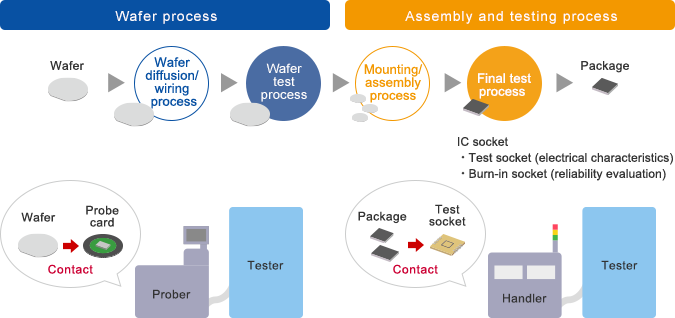 Wafer process
Assembly and testing process
Wafer
Wafer
diffusion/
wiring
process
Wafer
test
process
Mounting/
assembly
process
Final test
process
Package
IC socket
・Test socket (electrical characteristics)
・Burn-in socket (reliability evaluation)
Wafer
Probe
card
Contact
Prober
Tester
Package
Test
socket
Contact
Handler
Tester